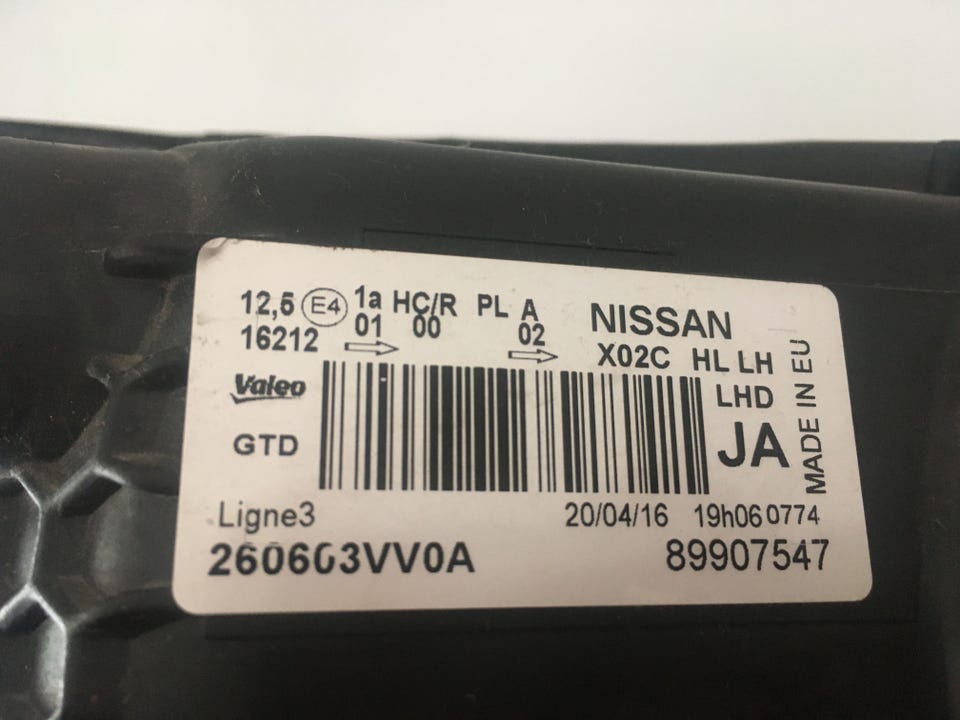 12,5 E4 1a HC/R PL A NISSAN
16212 01 00 02 X02C HL LH
Valeo LHD
GTD JA
MADE IN EU
Ligne3 20/04/16 19h06 0774
260603VV0A 89907547